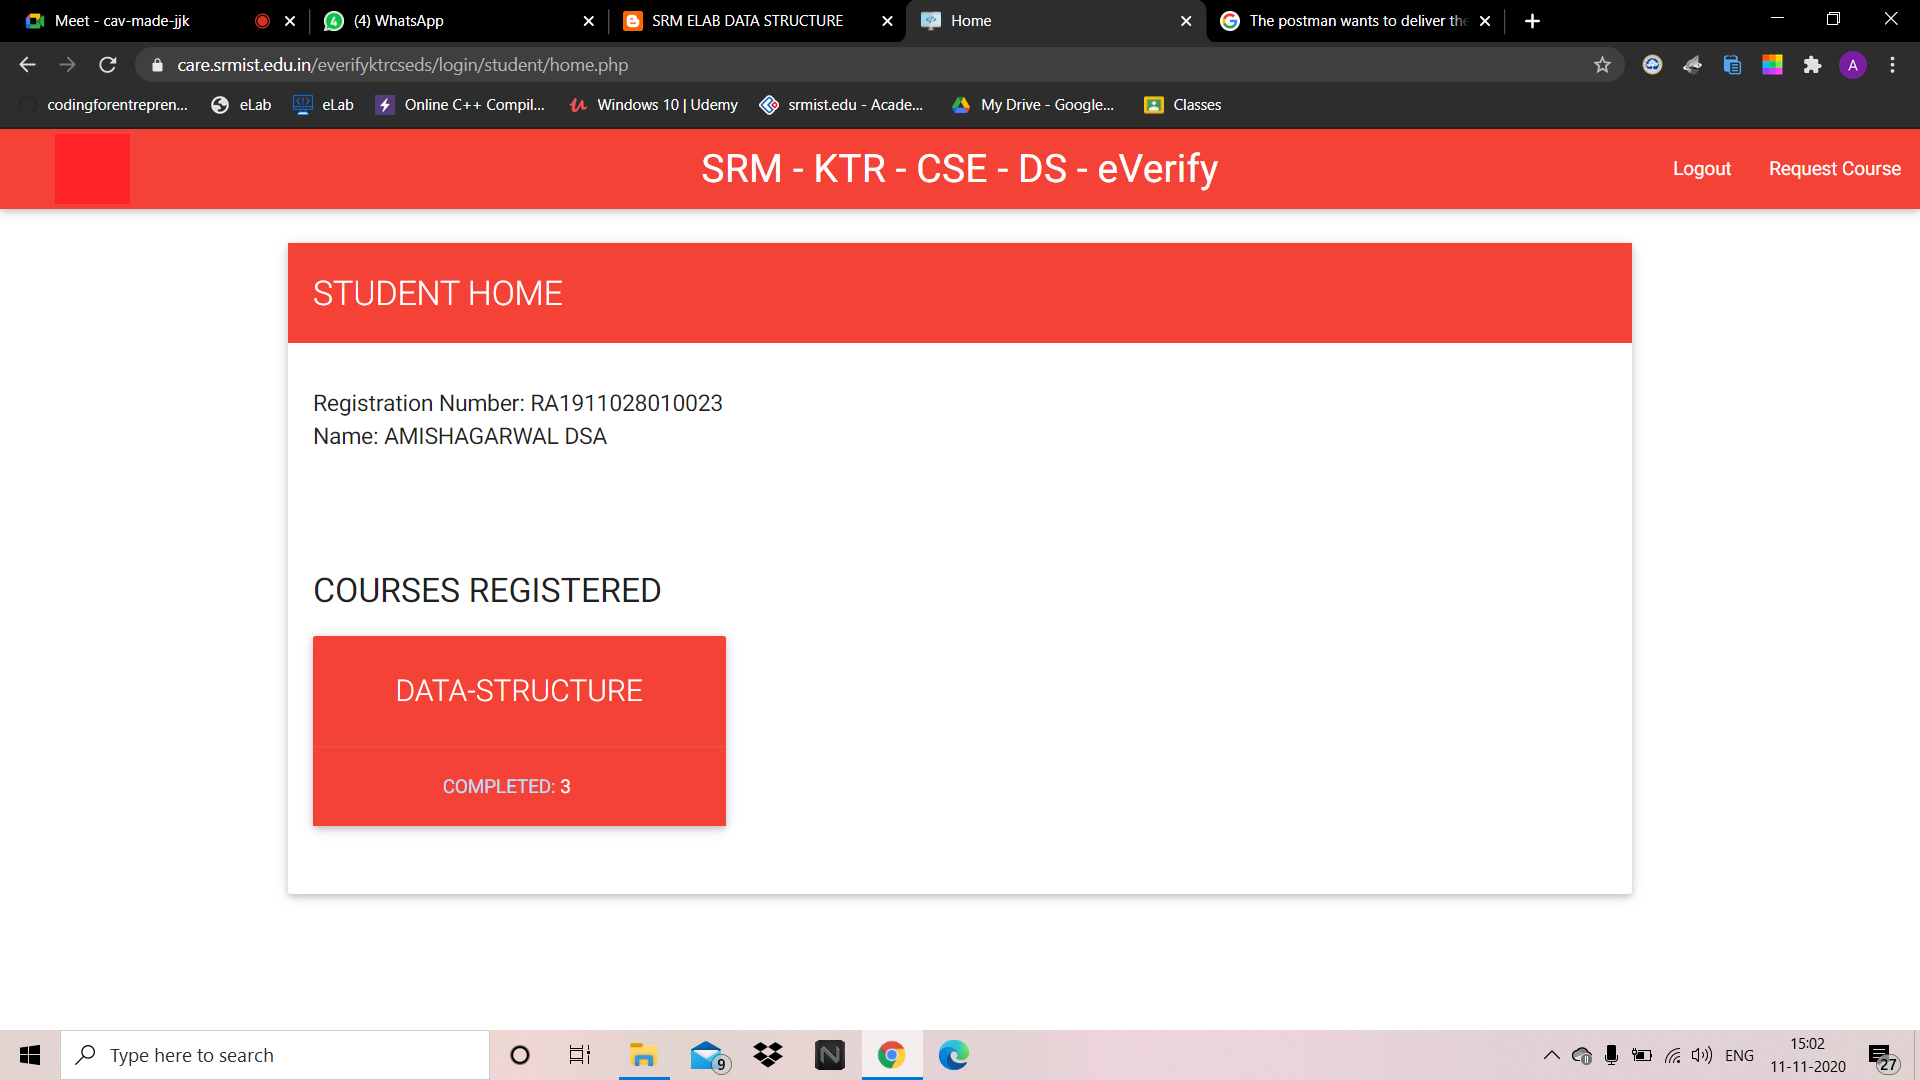 Meet - cav-made-jjk
(4) WhatsApp
SRM ELAB DATA STRUCTURE
Home
The postman wants to deliver the
care.srmist.edu.in/everifyktrcseds/login/student/home.php
A
codingforentrepren...
eLab
eLab
Online C++ Compil...
Windows 10 | Udemy
srmist.edu - Acade...
My Drive - Google...
Classes
SRM - KTR - CSE - DS - eVerify
Logout
Request Course
STUDENT HOME
Registration Number: RA1911028010023
Name: AMISHAGARWAL DSA
COURSES REGISTERED
DATA-STRUCTURE
COMPLETED: 3
Type here to search
9
N
ENG
15:02
11-11-2020
27